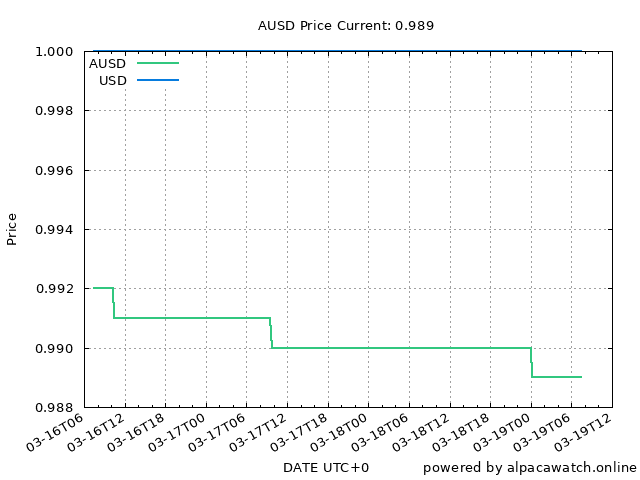 AUSD Price Current: 0.989
1.000
AUSD
USD
0.998
0.996
0.994
Price
0.992
0.990
0.988
03-16T06
03-16T12
03-16T18
03-17T00
03-17T06
03-17T12
03-17T18
03-18T00
03-18T06
03-18T12
03-18T18
03-19T00
03-19T06
03-19T12
DATE UTC+0
powered by alpacawatch.online